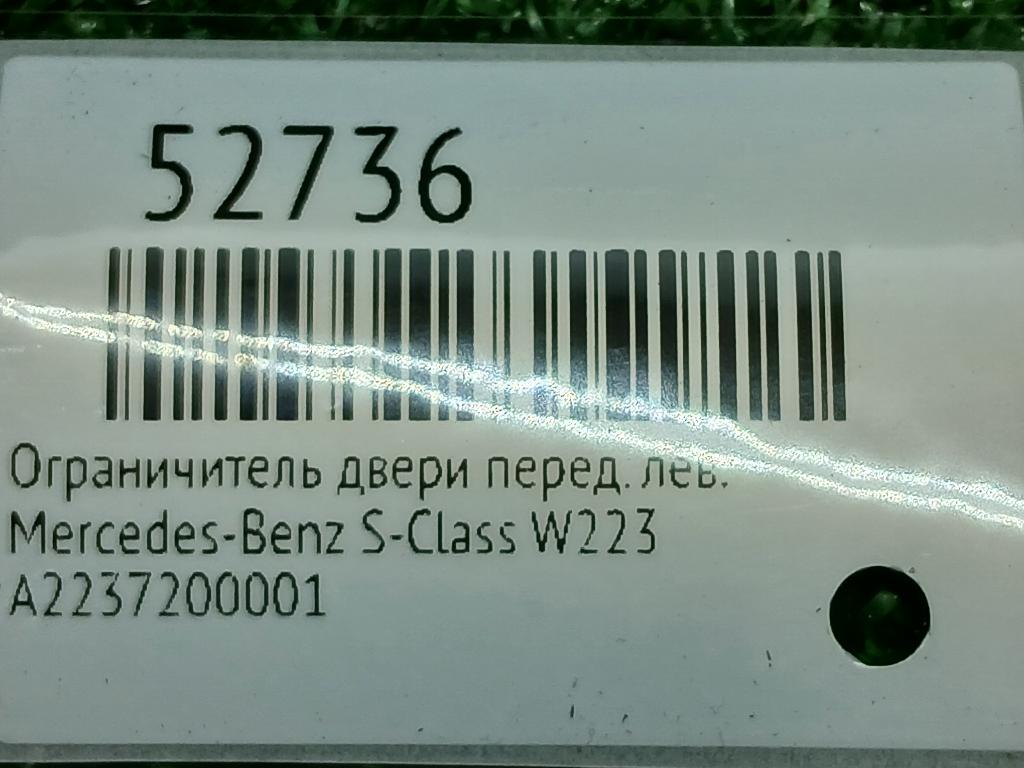 52736
Ограничитель двери перед. лев.
Mercedes-Benz S-Class W223
A2237200001